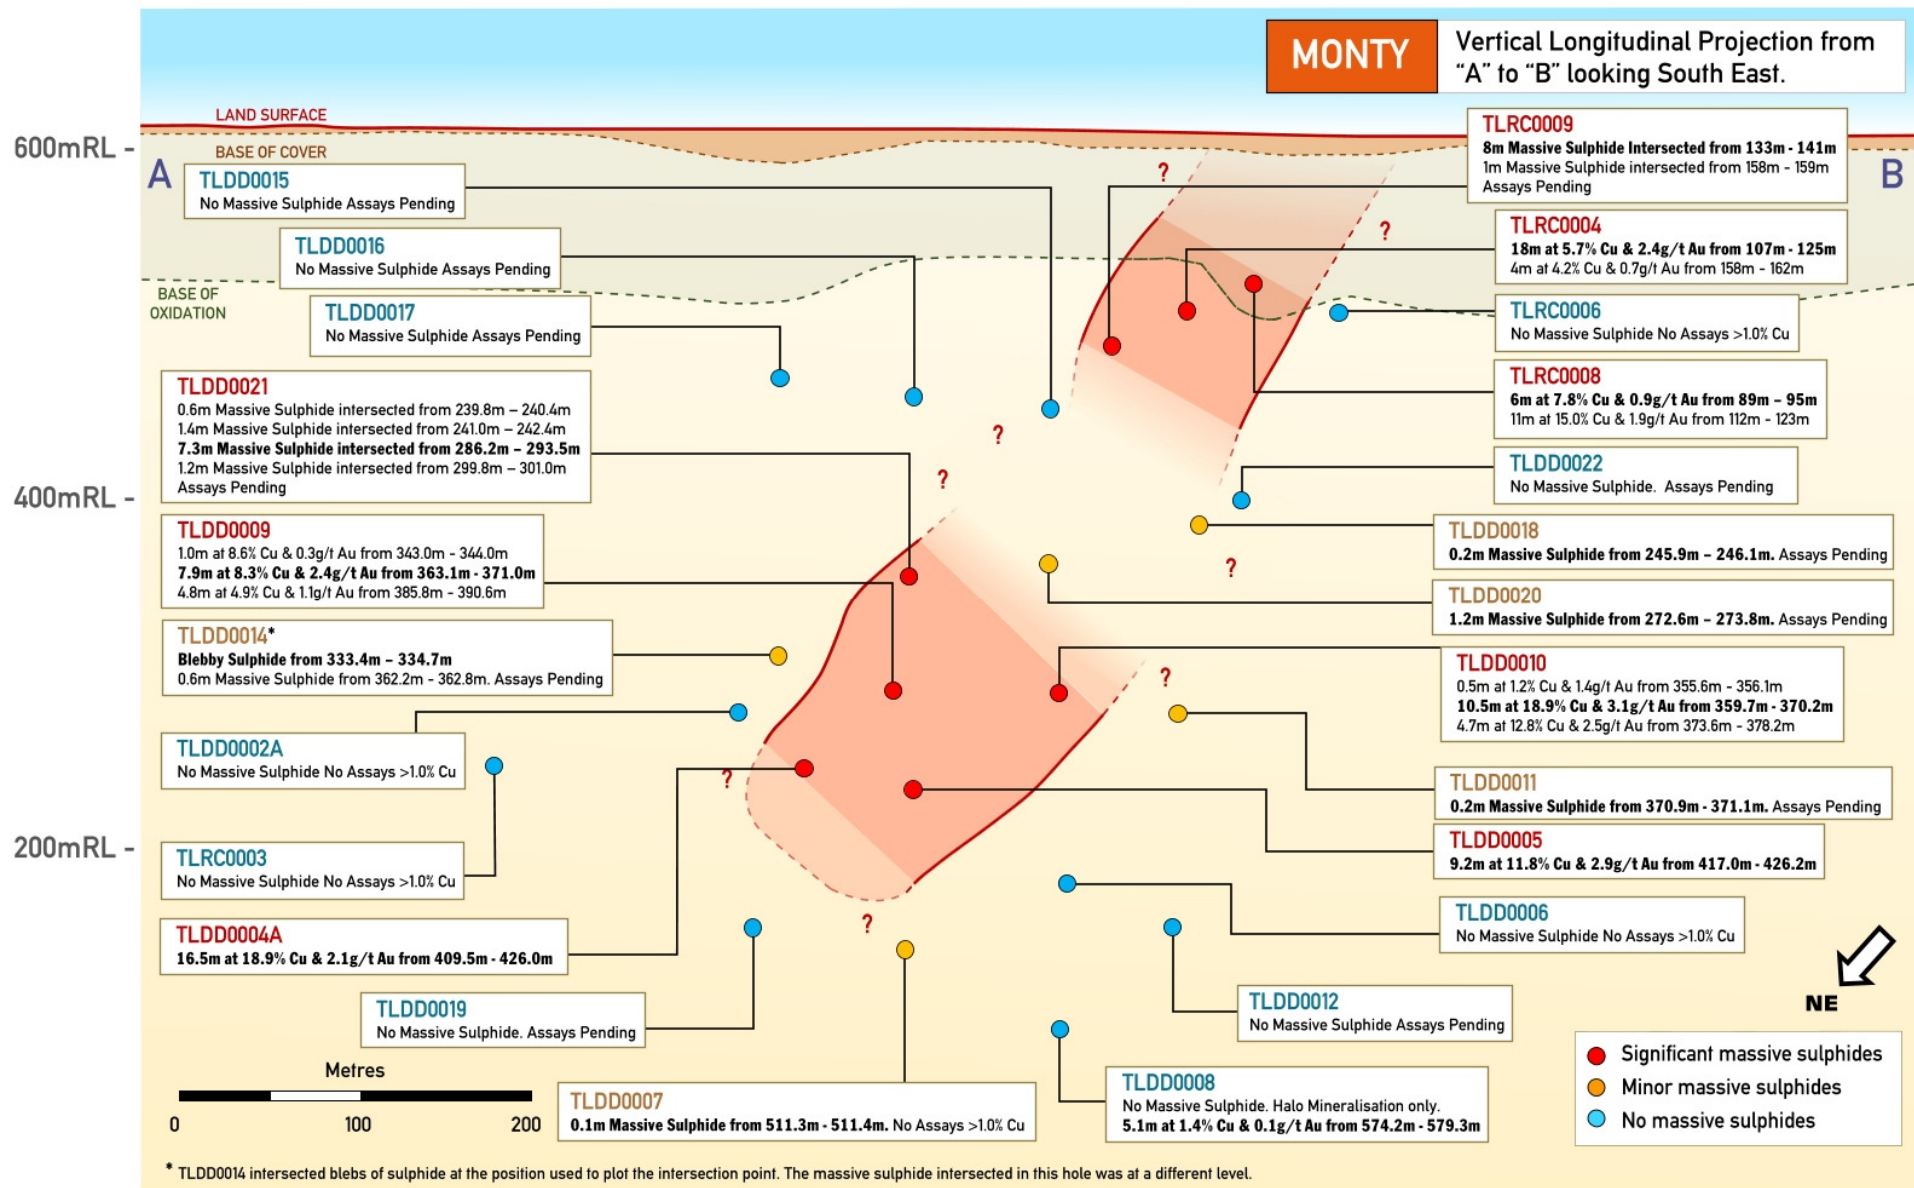 MONTY
Vertical Longitudinal Projection from
“A” to “B” looking South East.
LAND SURFACE
600mRL -
BASE OF COVER
A
B
?
?
TLRC0009
8m Massive Sulphide Intersected from 133m - 141m
1m Massive Sulphide intersected from 158m - 159m
Assays Pending
TLDD0015
No Massive Sulphide Assays Pending
TLRC0004
18m at 5.7% Cu & 2.4g/t Au from 107m - 125m
4m at 4.2% Cu & 0.7g/t Au from 158m - 162m
TLDD0016
No Massive Sulphide Assays Pending
BASE OF
OXIDATION
TLDD0017
No Massive Sulphide Assays Pending
TLRC0006
No Massive Sulphide No Assays >1.0% Cu
TLDD0021
0.6m Massive Sulphide intersected from 239.8m – 240.4m
1.4m Massive Sulphide intersected from 241.0m – 242.4m
7.3m Massive Sulphide intersected from 286.2m – 293.5m
1.2m Massive Sulphide intersected from 299.8m – 301.0m
Assays Pending
TLRC0008
6m at 7.8% Cu & 0.9g/t Au from 89m – 95m
11m at 15.0% Cu & 1.9g/t Au from 112m - 123m
?
?
TLDD0022
No Massive Sulphide. Assays Pending
400mRL -
TLDD0009
1.0m at 8.6% Cu & 0.3g/t Au from 343.0m - 344.0m
7.9m at 8.3% Cu & 2.4g/t Au from 363.1m - 371.0m
4.8m at 4.9% Cu & 1.1g/t Au from 385.8m - 390.6m
TLDD0018
0.2m Massive Sulphide from 245.9m – 246.1m. Assays Pending
?
TLDD0020
1.2m Massive Sulphide from 272.6m – 273.8m. Assays Pending
TLDD0014*
Blebby Sulphide from 333.4m – 334.7m
0.6m Massive Sulphide from 362.2m - 362.8m. Assays Pending
TLDD0010
0.5m at 1.2% Cu & 1.4g/t Au from 355.6m - 356.1m
10.5m at 18.9% Cu & 3.1g/t Au from 359.7m - 370.2m
4.7m at 12.8% Cu & 2.5g/t Au from 373.6m - 378.2m
?
TLDD0002A
No Massive Sulphide No Assays >1.0% Cu
?
TLDD0011
0.2m Massive Sulphide from 370.9m - 371.1m. Assays Pending
200mRL -
TLDD0005
9.2m at 11.8% Cu & 2.9g/t Au from 417.0m - 426.2m
TLRC0003
No Massive Sulphide No Assays >1.0% Cu
?
TLDD0004A
16.5m at 18.9% Cu & 2.1g/t Au from 409.5m - 426.0m
TLDD0006
No Massive Sulphide No Assays >1.0% Cu
TLDD0019
No Massive Sulphide. Assays Pending
TLDD0012
No Massive Sulphide Assays Pending
NE
Metres
0 100 200
TLDD0007
0.1m Massive Sulphide from 511.3m - 511.4m. No Assays >1.0% Cu
TLDD0008
No Massive Sulphide. Halo Mineralisation only.
5.1m at 1.4% Cu & 0.1g/t Au from 574.2m - 579.3m
Significant massive sulphides
Minor massive sulphides
No massive sulphides
* TLDD0014 intersected blebs of sulphide at the position used to plot the intersection point. The massive sulphide intersected in this hole was at a different level.